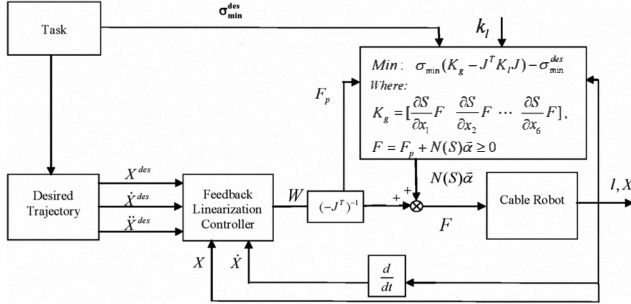 σ_min^des
Task
k_l
Min: σ_min(K_g − J^T K_l J) − σ_min^des
Where:
K_g = [∂S/∂x_1 F ∂S/∂x_2 F ⋯ ∂S/∂x_6 F],
F = F_p + N(S)ᾱ ≥ 0
F_p
Desired
Trajectory
X^des
Ẋ^des
Ẍ^des
Feedback
Linearization
Controller
W
(−J^T)^−1
+
+
N(S)ᾱ
F
Cable Robot
l, X
X
Ẋ
d/dt